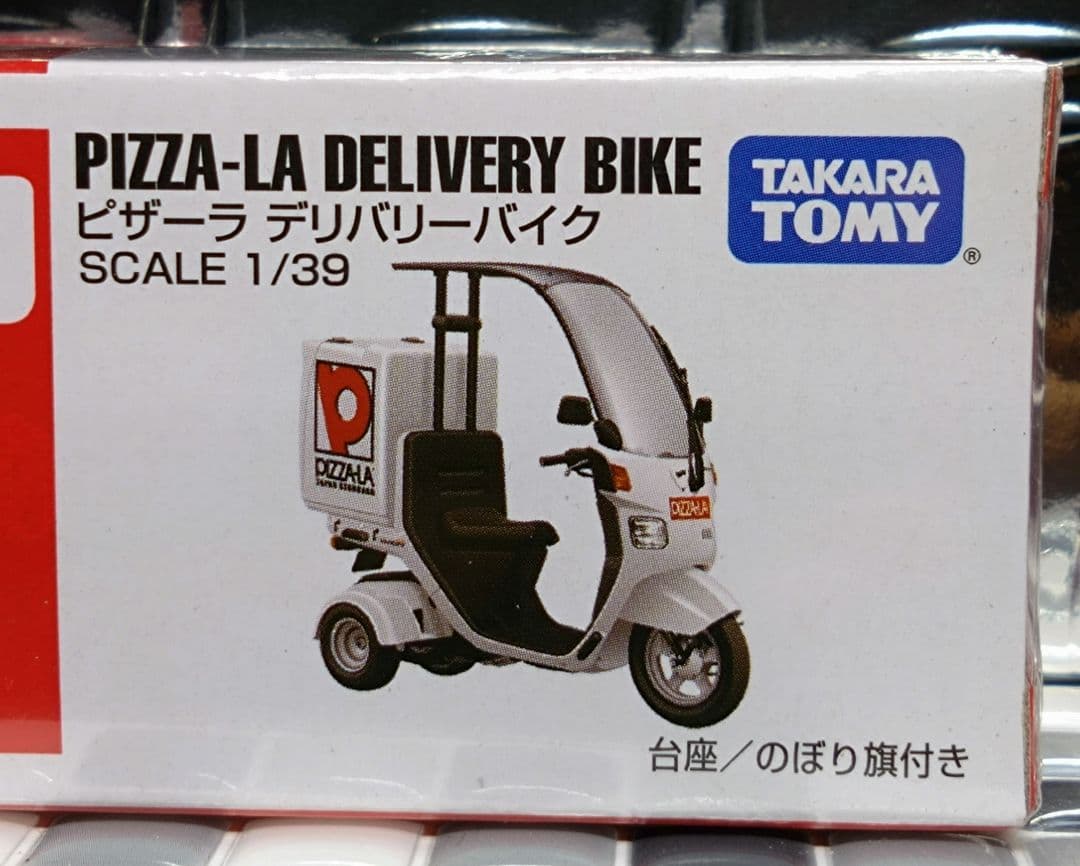 PIZZA-LA DELIVERY BIKE
ピザーラ デリバリーバイク
SCALE 1/39
TAKARA
TOMY
®
PIZZA-LA
PIZZA-LA
台座/のぼり旗付き